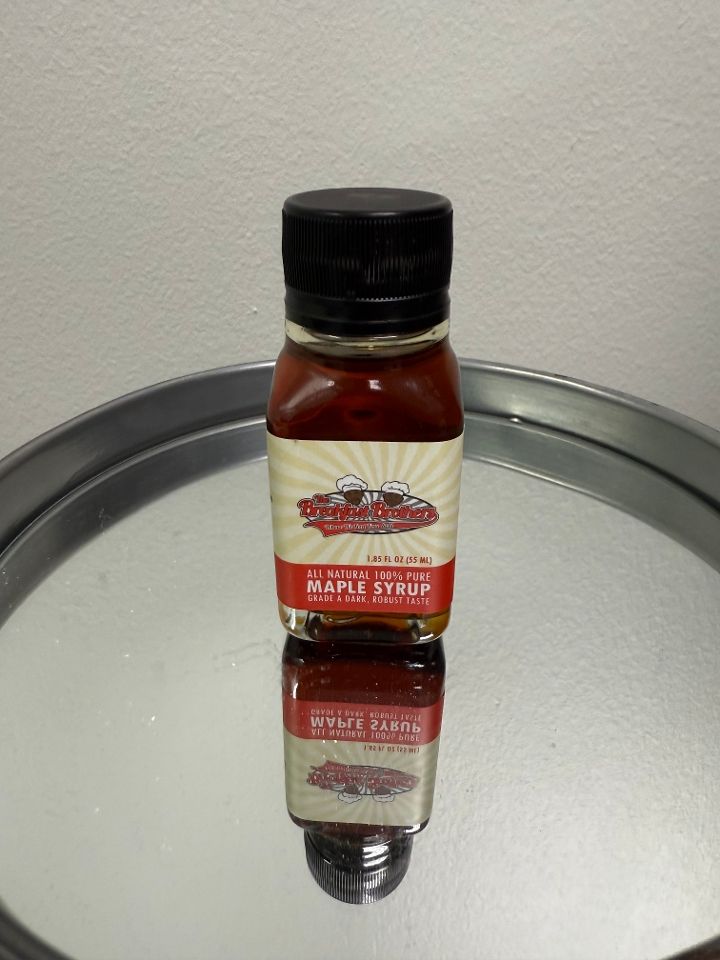 The
Breakfast Brothers
1.85 FL OZ (55 ML)
ALL NATURAL 100% PURE
MAPLE SYRUP
GRADE A DARK, ROBUST TASTE